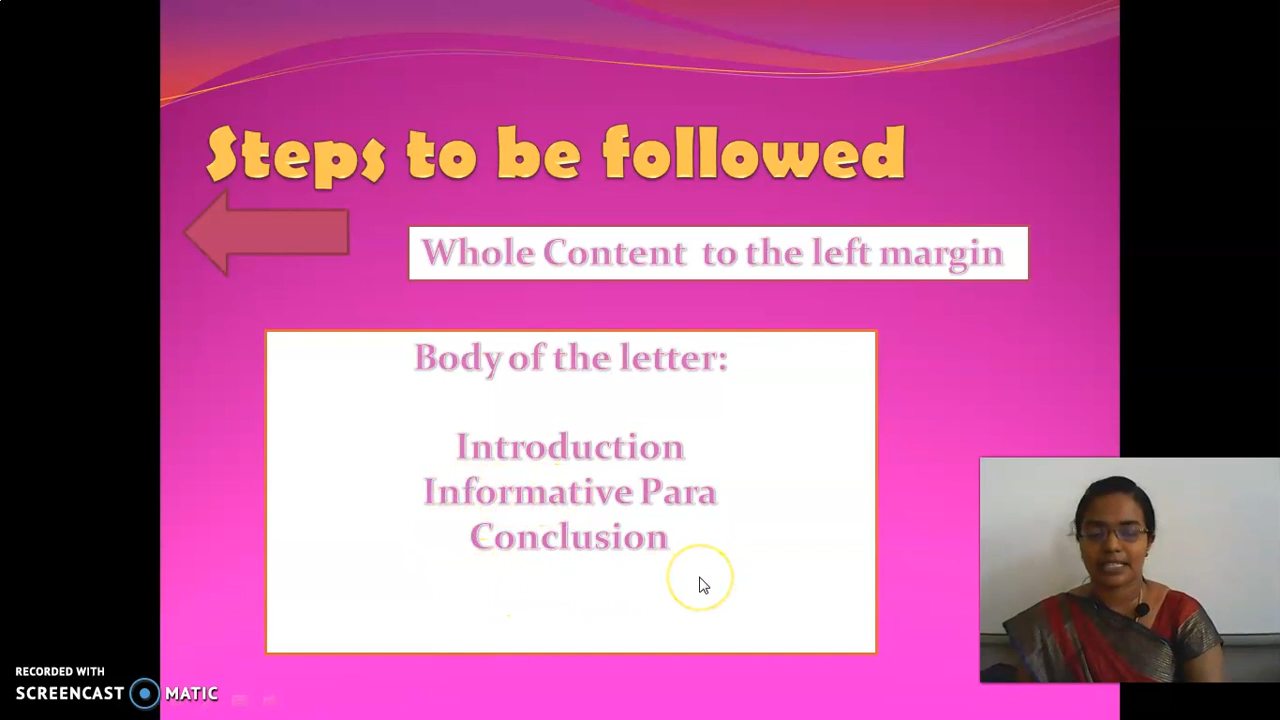 Steps to be followed
Whole Content to the left margin
Body of the letter:
Introduction
Informative Para
Conclusion
RECORDED WITH
SCREENCAST MATIC